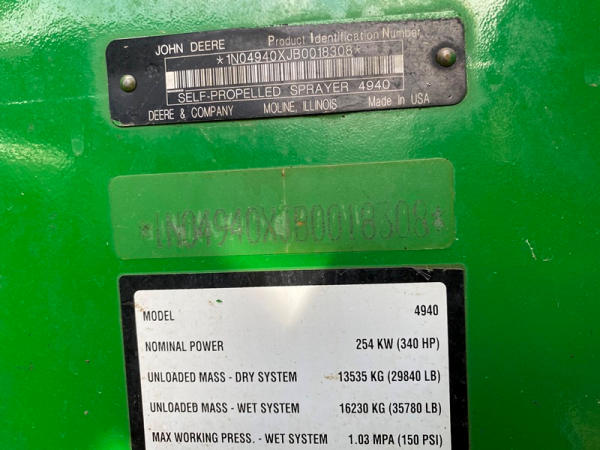 JOHN DEERE Product Identification Number
*1N04940XJB0018308*
SELF-PROPELLED SPRAYER 4940
DEERE & COMPANY MOLINE, ILLINOIS Made In USA
*1N04940XJB0018308*
MODEL 4940
NOMINAL POWER 254 KW (340 HP)
UNLOADED MASS - DRY SYSTEM 13535 KG (29840 LB)
UNLOADED MASS - WET SYSTEM 16230 KG (35780 LB)
MAX WORKING PRESS. - WET SYSTEM 1.03 MPA (150 PSI)